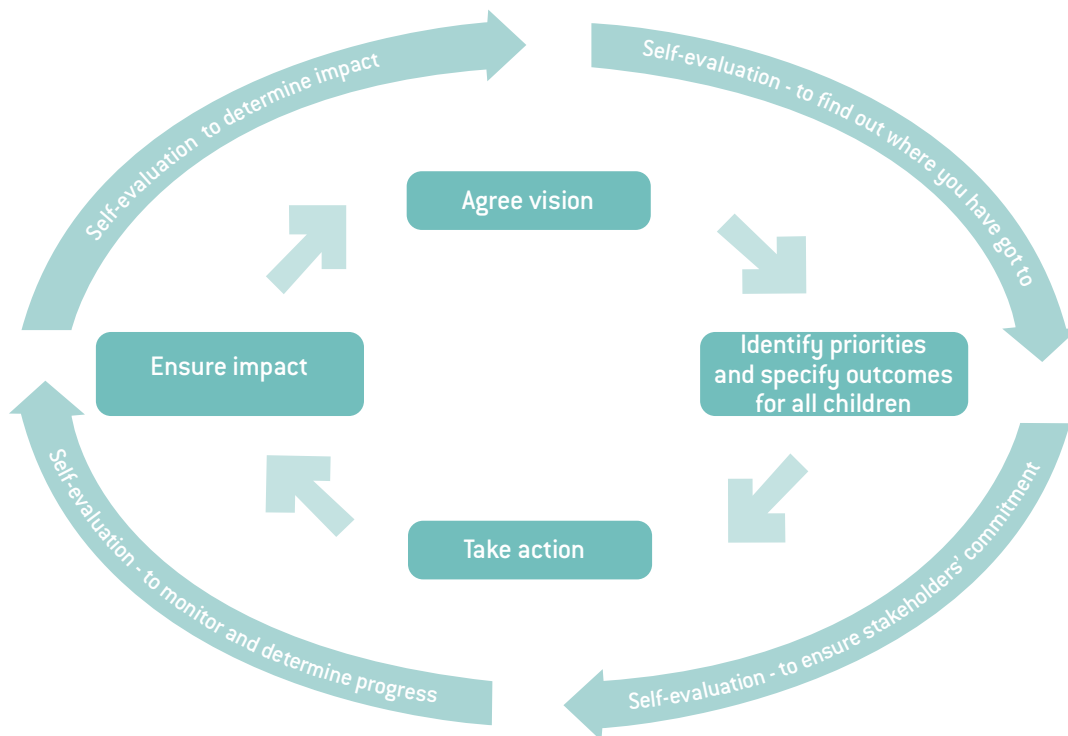 Self-evaluation to determine impact
Self-evaluation - to find out where you have got to
Agree vision
Ensure impact
Identify priorities
and specify outcomes
for all children
Take action
Self-evaluation - to monitor and determine progress
Self-evaluation - to ensure stakeholders' commitment